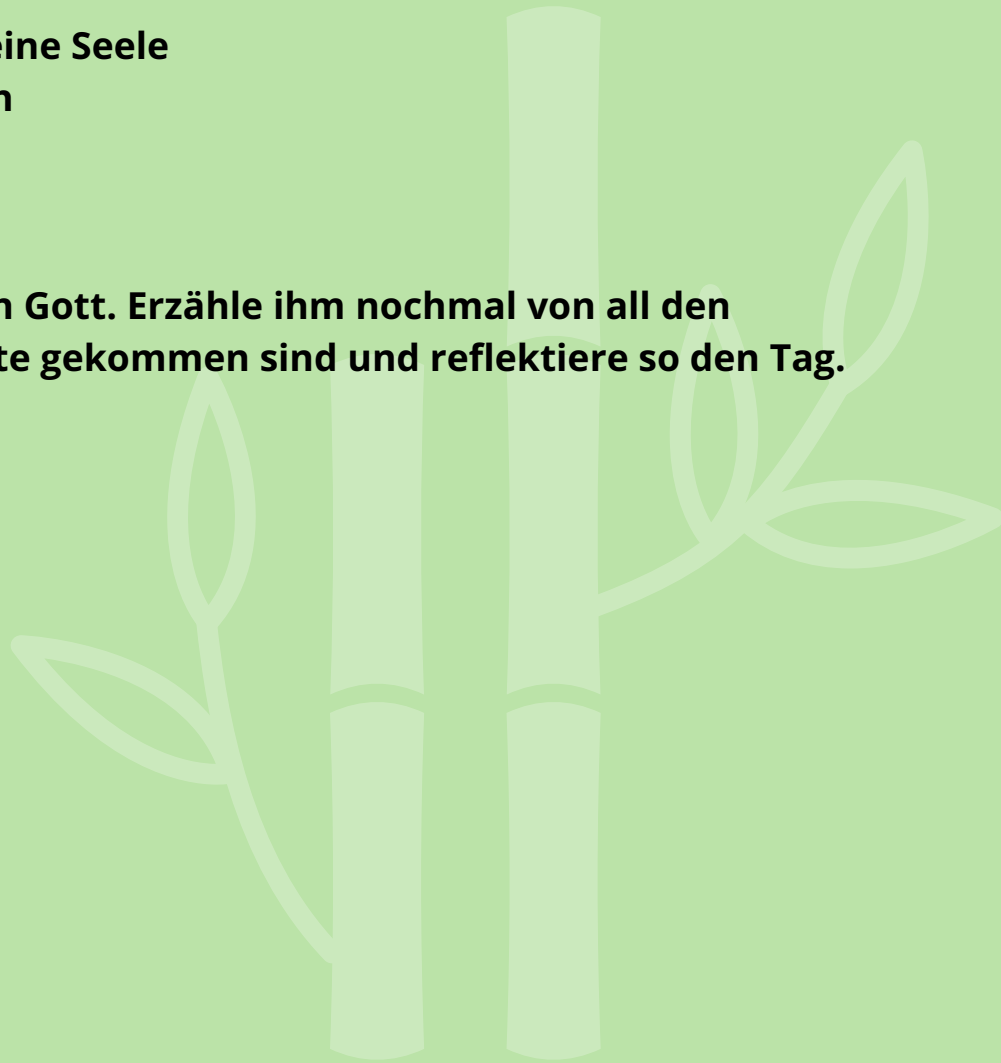 eine Seele
n
n Gott. Erzähle ihm nochmal von all den
te gekommen sind und reflektiere so den Tag.